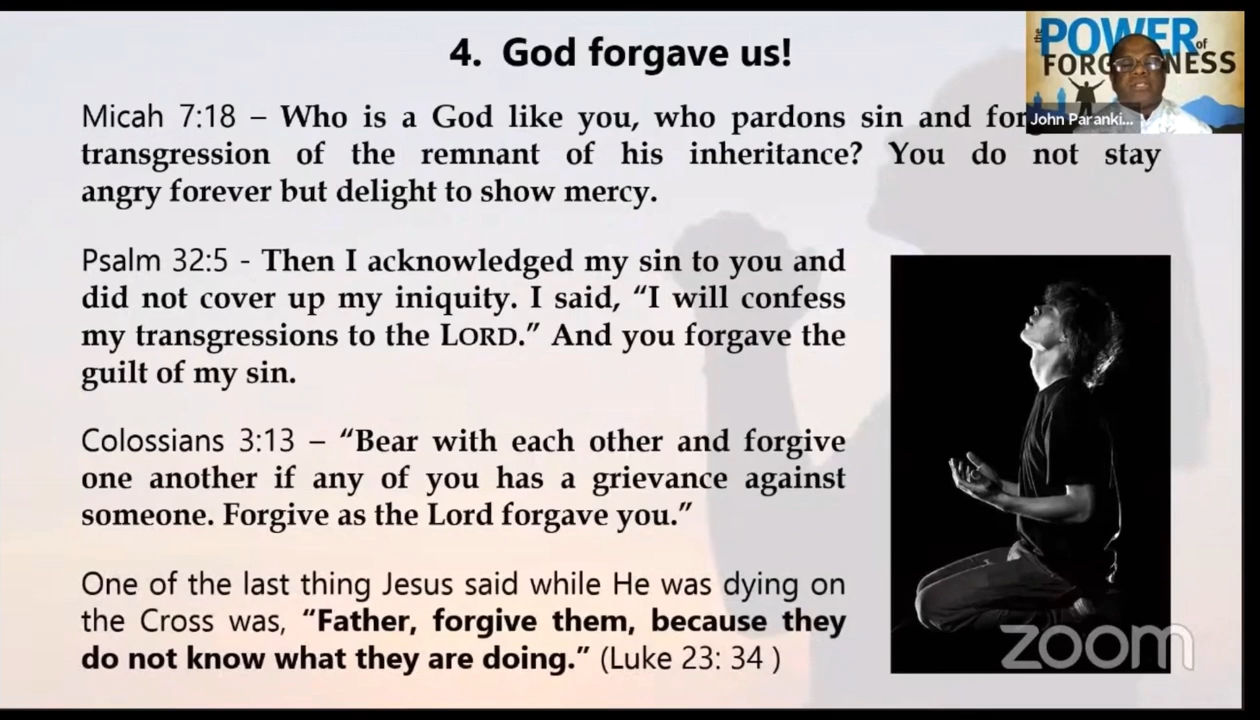 4. God forgave us!
the POWER of
FORG NESS
John Paranki...
Micah 7:18 – Who is a God like you, who pardons sin and
transgression of the remnant of his inheritance? You do not stay
angry forever but delight to show mercy.
Psalm 32:5 - Then I acknowledged my sin to you and
did not cover up my iniquity. I said, “I will confess
my transgressions to the LORD.” And you forgave the
guilt of my sin.
Colossians 3:13 – “Bear with each other and forgive
one another if any of you has a grievance against
someone. Forgive as the Lord forgave you.”
One of the last thing Jesus said while He was dying on
the Cross was, “Father, forgive them, because they
do not know what they are doing.” (Luke 23: 34 )
zoom